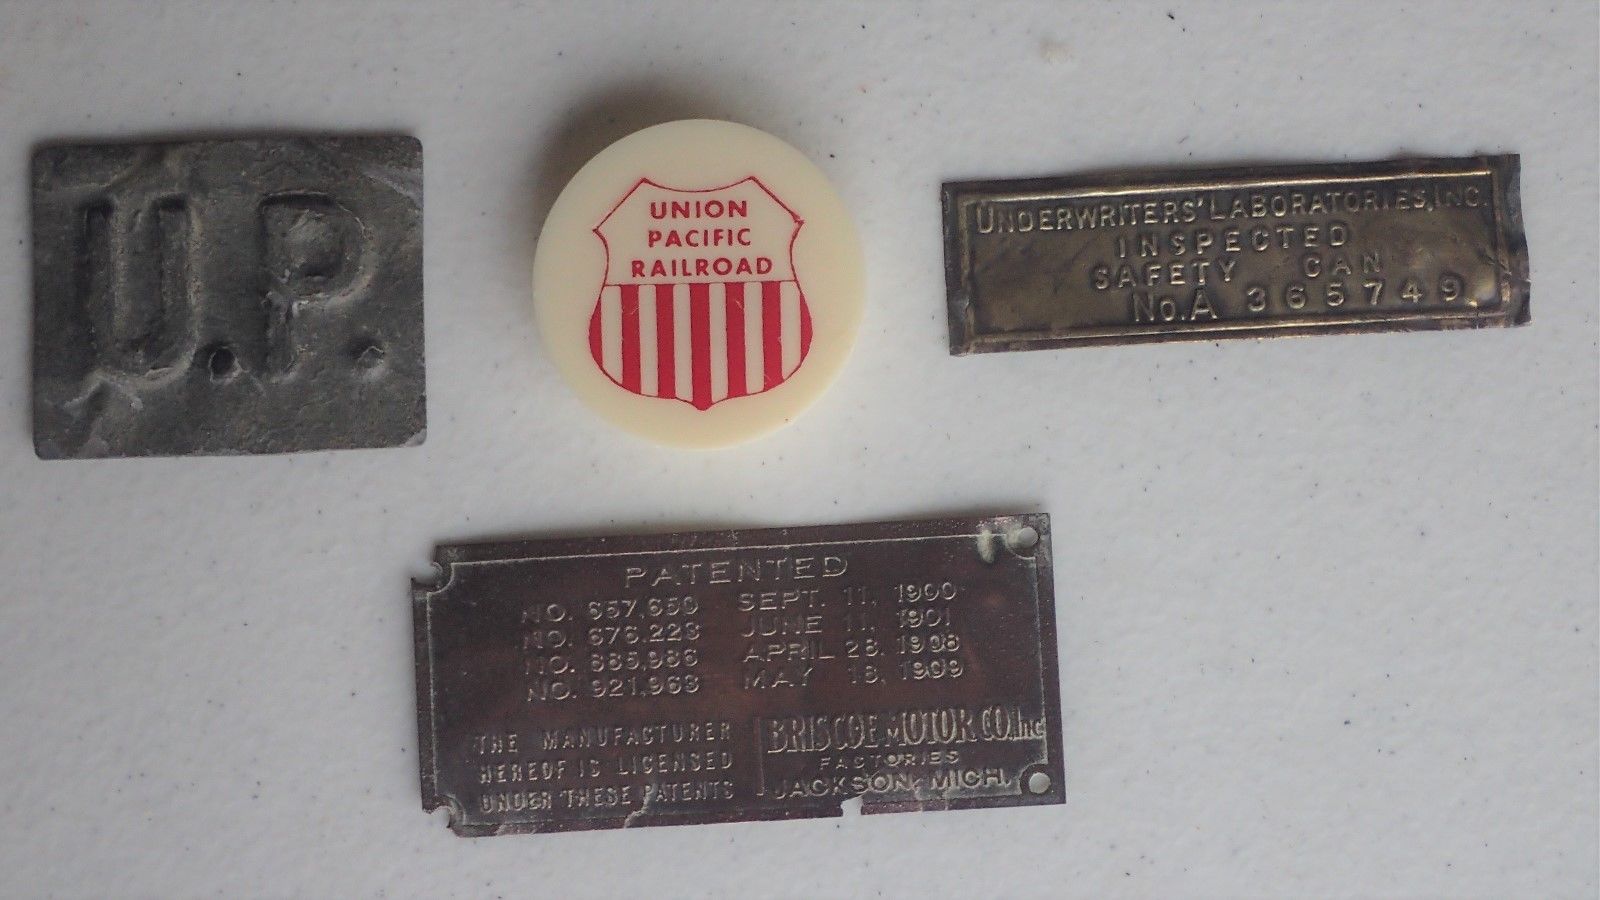 U.P.
UNION
PACIFIC
RAILROAD
UNDERWRITERS' LABORATORIES, INC.
INSPECTED
SAFETY CAN
No. A 365749
PATENTED
NO. 657,650 SEPT. 11, 1900
NO. 676,223 JUNE 11, 1901
NO. 885,986 APRIL 28, 1908
NO. 921,963 MAY 18, 1909
THE MANUFACTURER
HEREOF IS LICENSED
UNDER THESE PATENTS
BRISCOE MOTOR CO. Inc
FACTORIES
JACKSON, MICH.